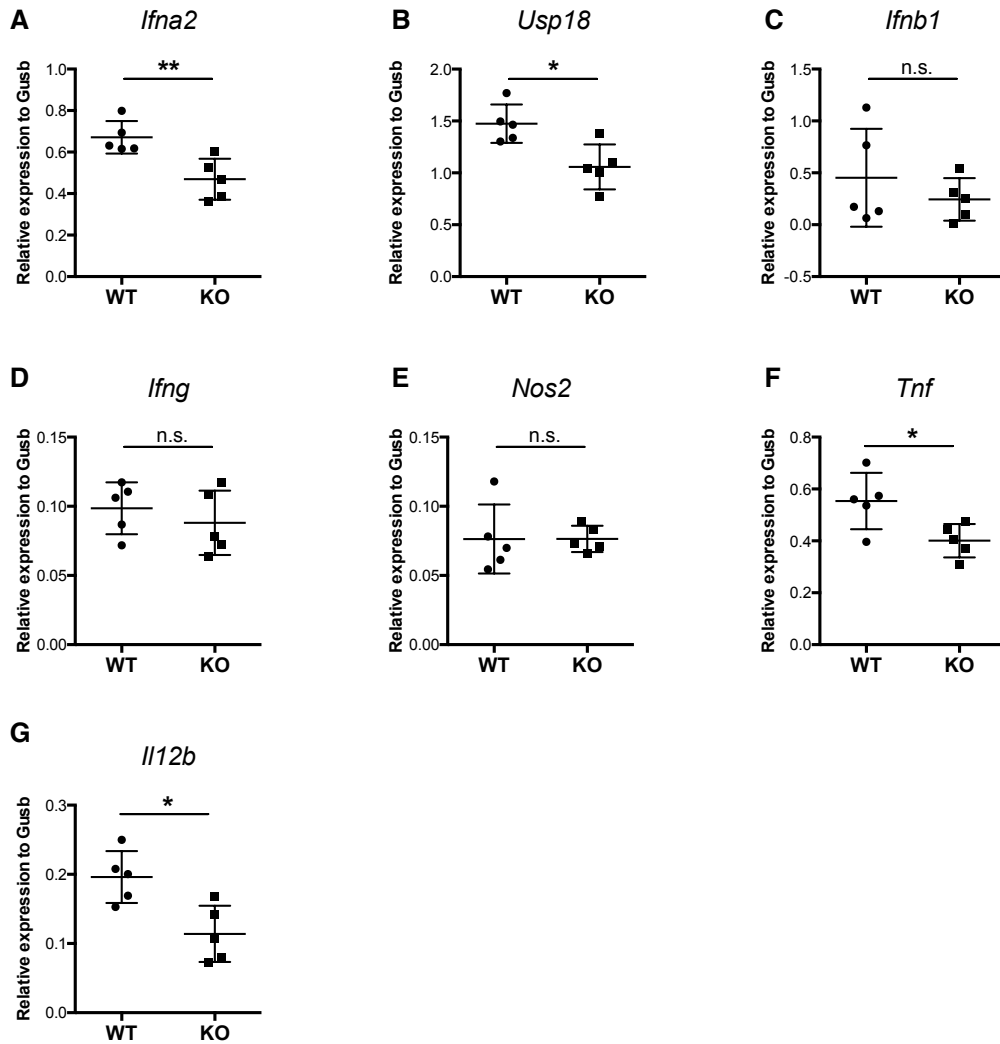 A
Ifna2
Relative expression to Gusb
1.0
0.8
0.6
0.4
0.2
0.0
**
WT KO
B
Usp18
Relative expression to Gusb
2.0
1.5
1.0
0.5
0.0
*
WT KO
C
Ifnb1
Relative expression to Gusb
1.5
1.0
0.5
0.0
-0.5
n.s.
WT KO
D
Ifng
Relative expression to Gusb
0.15
0.10
0.05
0.00
n.s.
WT KO
E
Nos2
Relative expression to Gusb
0.15
0.10
0.05
0.00
n.s.
WT KO
F
Tnf
Relative expression to Gusb
0.8
0.6
0.4
0.2
0.0
*
WT KO
G
Il12b
Relative expression to Gusb
0.3
0.2
0.1
0.0
*
WT KO